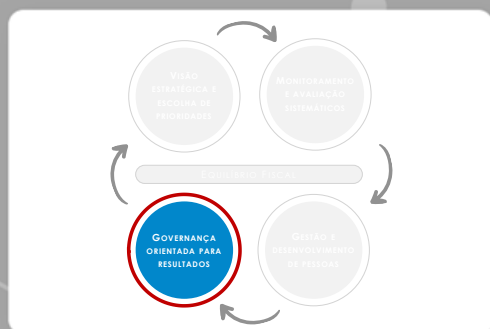 VISÃO
ESTRATÉGICA E
ESCOLHA DE
PRIORIDADES
MONITORAMENTO
E AVALIAÇÃO
SISTEMÁTICOS
EQUILÍBRIO FISCAL
GOVERNANÇA
ORIENTADA PARA
RESULTADOS
GESTÃO E
DESENVOLVIMENTO
DE PESSOAS